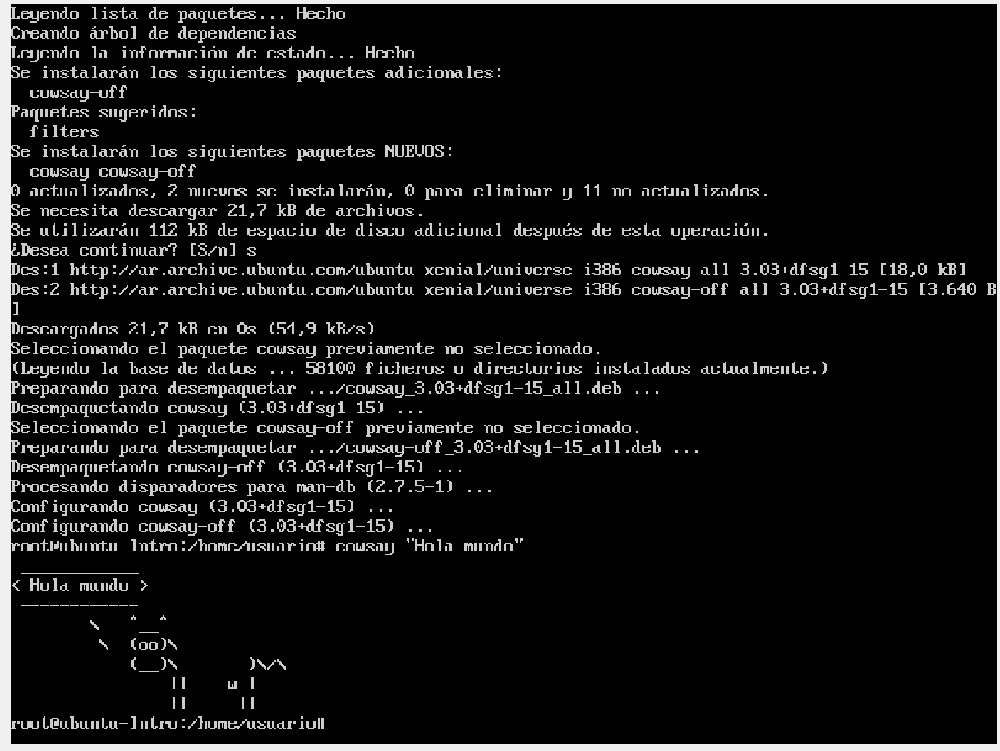 Leyendo lista de paquetes... Hecho
Creando árbol de dependencias
Leyendo la información de estado... Hecho
Se instalarán los siguientes paquetes adicionales:
  cowsay-off
Paquetes sugeridos:
  filters
Se instalarán los siguientes paquetes NUEVOS:
  cowsay cowsay-off
0 actualizados, 2 nuevos se instalarán, 0 para eliminar y 11 no actualizados.
Se necesita descargar 21,7 kB de archivos.
Se utilizarán 112 kB de espacio de disco adicional después de esta operación.
¿Desea continuar? [S/n] s
Des:1 http://ar.archive.ubuntu.com/ubuntu xenial/universe i386 cowsay all 3.03+dfsg1-15 [18,0 kB]
Des:2 http://ar.archive.ubuntu.com/ubuntu xenial/universe i386 cowsay-off all 3.03+dfsg1-15 [3.640 B
]
Descargados 21,7 kB en 0s (54,9 kB/s)
Seleccionando el paquete cowsay previamente no seleccionado.
(Leyendo la base de datos ... 58100 ficheros o directorios instalados actualmente.)
Preparando para desempaquetar .../cowsay_3.03+dfsg1-15_all.deb ...
Desempaquetando cowsay (3.03+dfsg1-15) ...
Seleccionando el paquete cowsay-off previamente no seleccionado.
Preparando para desempaquetar .../cowsay-off_3.03+dfsg1-15_all.deb ...
Desempaquetando cowsay-off (3.03+dfsg1-15) ...
Procesando disparadores para man-db (2.7.5-1) ...
Configurando cowsay (3.03+dfsg1-15) ...
Configurando cowsay-off (3.03+dfsg1-15) ...
root@ubuntu-Intro:/home/usuario# cowsay "Hola mundo"
 ____________
< Hola mundo >
 ------------
        \   ^__^
         \  (oo)\_______
            (__)\       )\/\
                ||----w |
                ||     ||
root@ubuntu-Intro:/home/usuario#